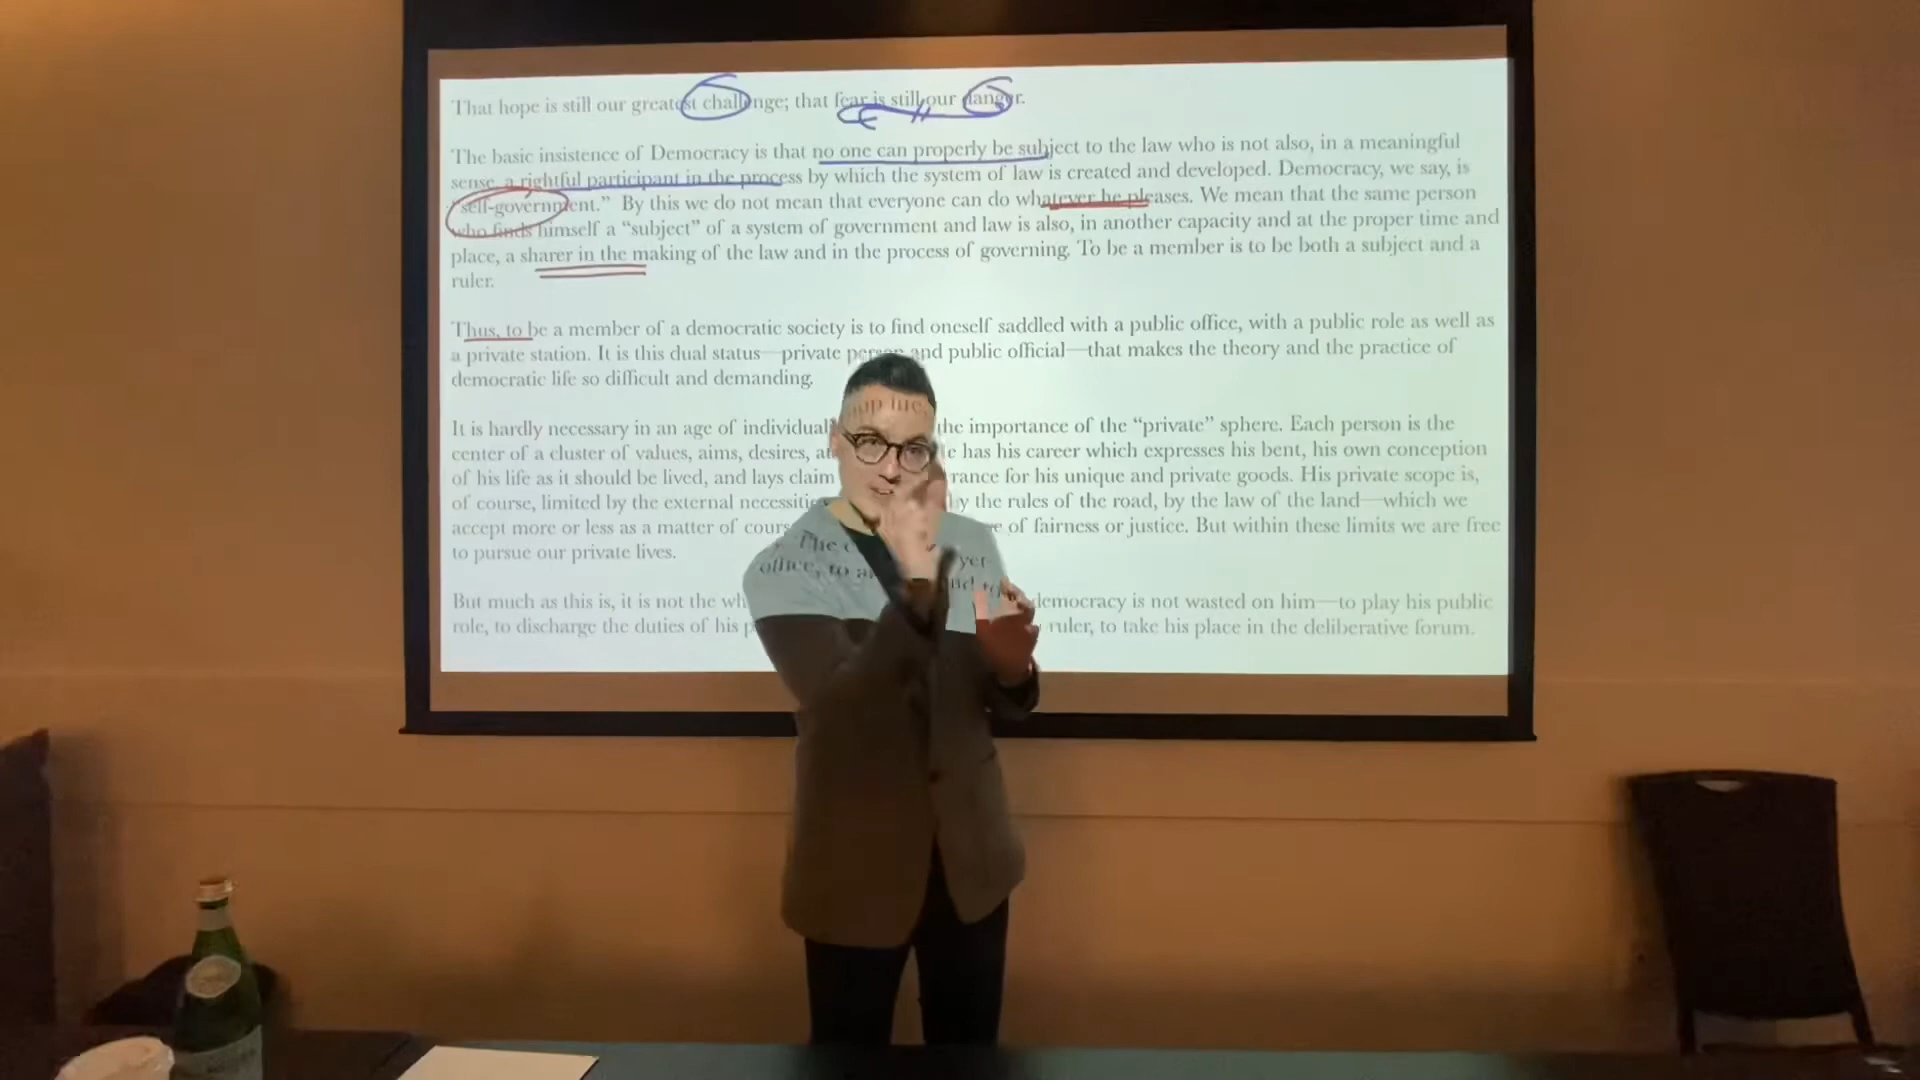 That hope is still our greatest challenge; that fear is still our danger.
The basic insistence of Democracy is that no one can properly be subject to the law who is not also, in a meaningful
sense, a rightful participant in the process by which the system of law is created and developed. Democracy, we say, is
“self-government.” By this we do not mean that everyone can do whatever he pleases. We mean that the same person
who finds himself a “subject” of a system of government and law is also, in another capacity and at the proper time and
place, a sharer in the making of the law and in the process of governing. To be a member is to be both a subject and a
ruler.
Thus, to be a member of a democratic society is to find oneself saddled with a public office, with a public role as well as
a private station. It is this dual status—private person and public official—that makes the theory and the practice of
democratic life so difficult and demanding.
It is hardly necessary in an age of the importance of the “private” sphere. Each person is the
center of a cluster of values, aims, desires, has his career which expresses his bent, his own conception
of his life as it should be lived, and lays claim for his unique and private goods. His private scope is,
of course, limited by the external by the rules of the road, by the law of the land—which we
accept more or less as a matter of of fairness or justice. But within these limits we are free
to pursue our private lives.
But much as this is, it is not the democracy is not wasted on him—to play his public
role, to discharge the duties of his ruler, to take his place in the deliberative forum.